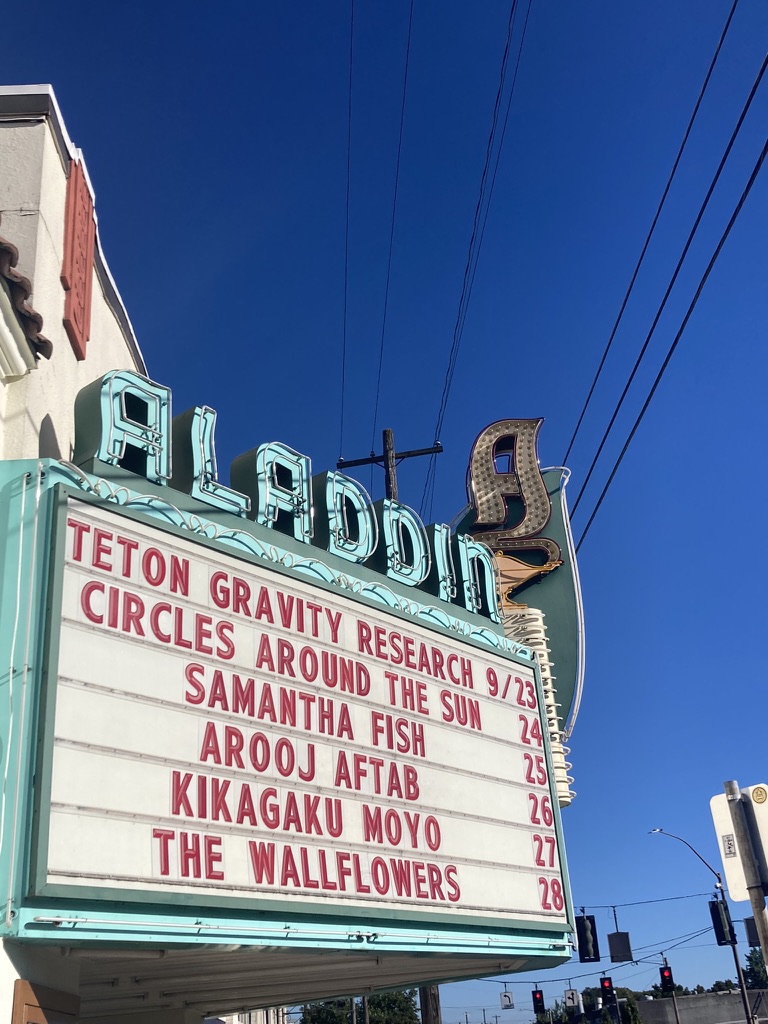 ALADDIN
A
TETON GRAVITY RESEARCH 9/23
CIRCLES AROUND THE SUN 24
SAMANTHA FISH 25
AROOJ AFTAB 26
KIKAGAKU MOYO 27
THE WALLFLOWERS 28